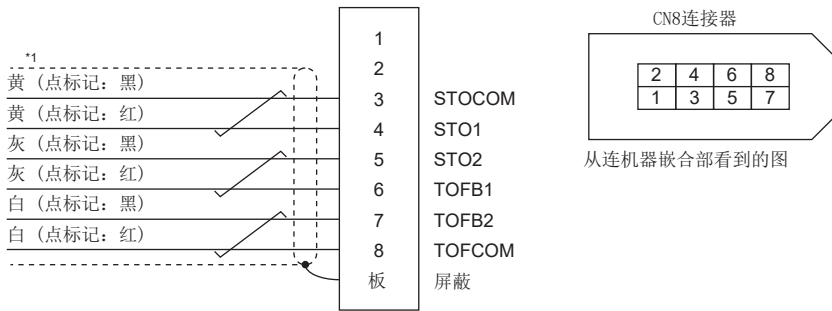 *1
黄 (点标记：黑)
黄 (点标记：红)
灰 (点标记：黑)
灰 (点标记：红)
白 (点标记：黑)
白 (点标记：红)
1
2
3 STOCOM
4 STO1
5 STO2
6 TOFB1
7 TOFB2
8 TOFCOM
板 屏蔽
CN8连接器
2 4 6 8
1 3 5 7
从连机器嵌合部看到的图